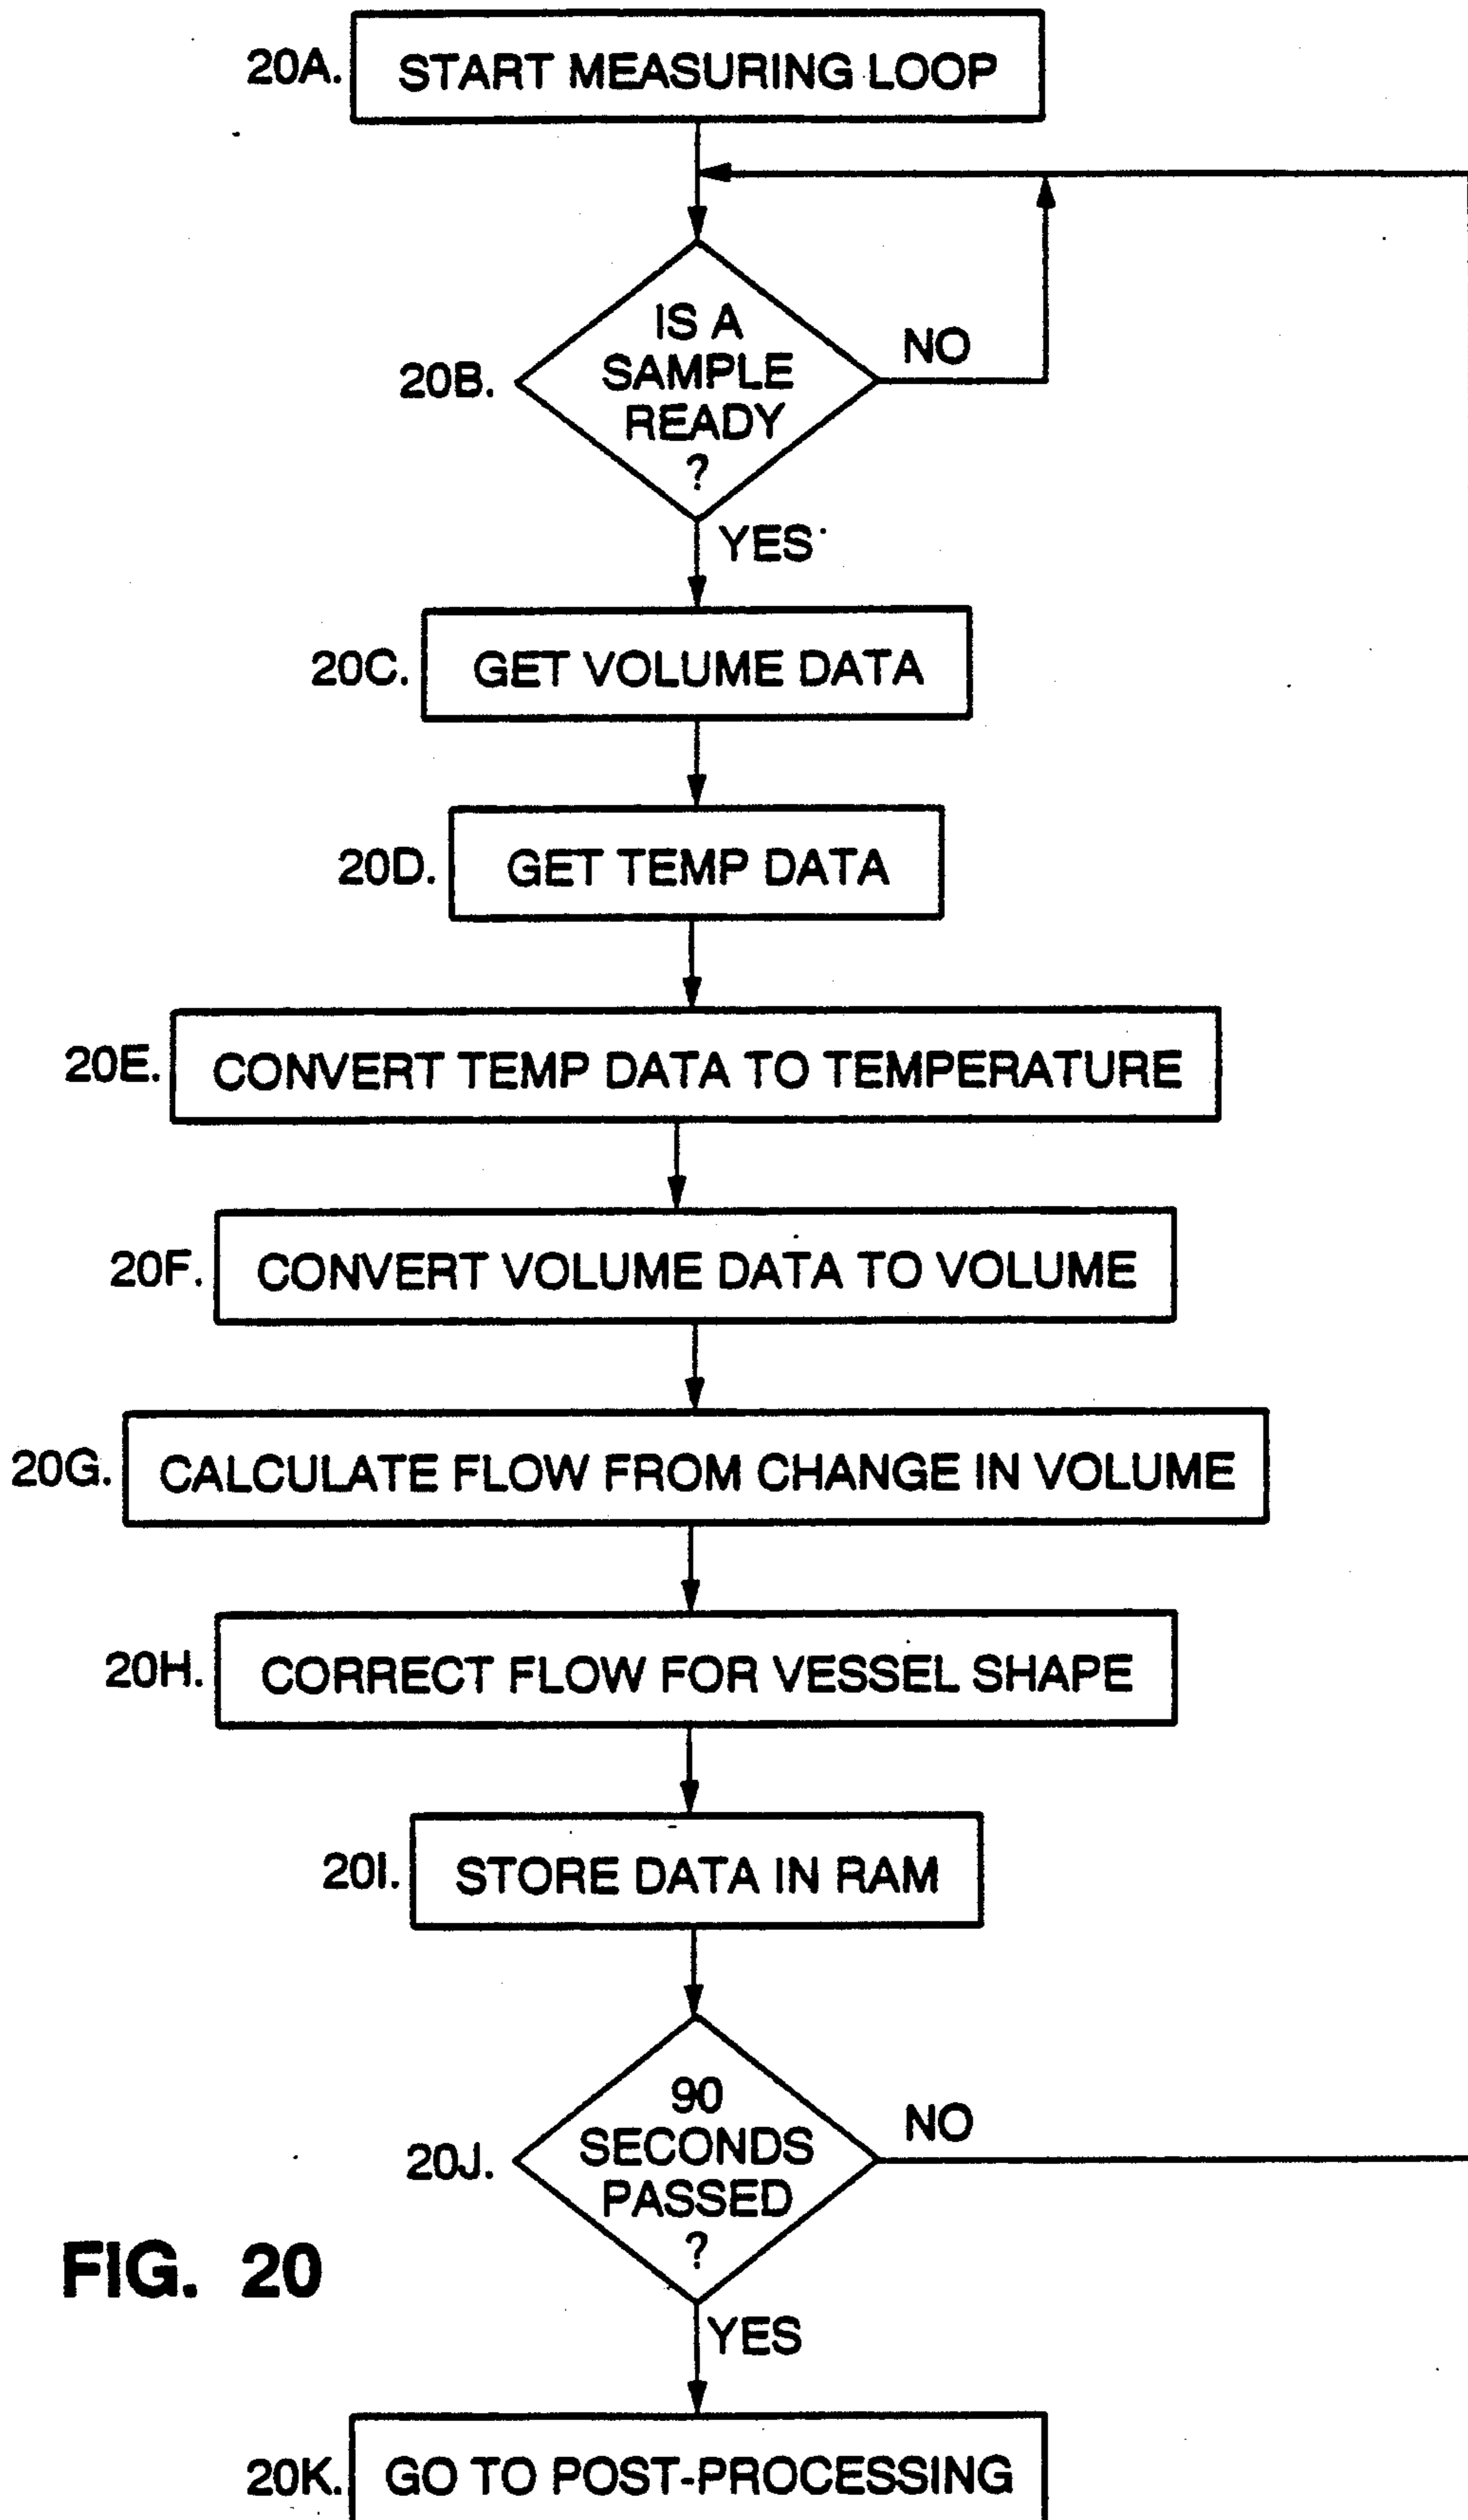 20A. START MEASURING LOOP
20B. IS A
SAMPLE
READY
?
NO
YES
20C. GET VOLUME DATA
20D. GET TEMP DATA
20E. CONVERT TEMP DATA TO TEMPERATURE
20F. CONVERT VOLUME DATA TO VOLUME
20G. CALCULATE FLOW FROM CHANGE IN VOLUME
20H. CORRECT FLOW FOR VESSEL SHAPE
20I. STORE DATA IN RAM
20J. 90
SECONDS
PASSED
?
NO
YES
FIG. 20
20K. GO TO POST-PROCESSING